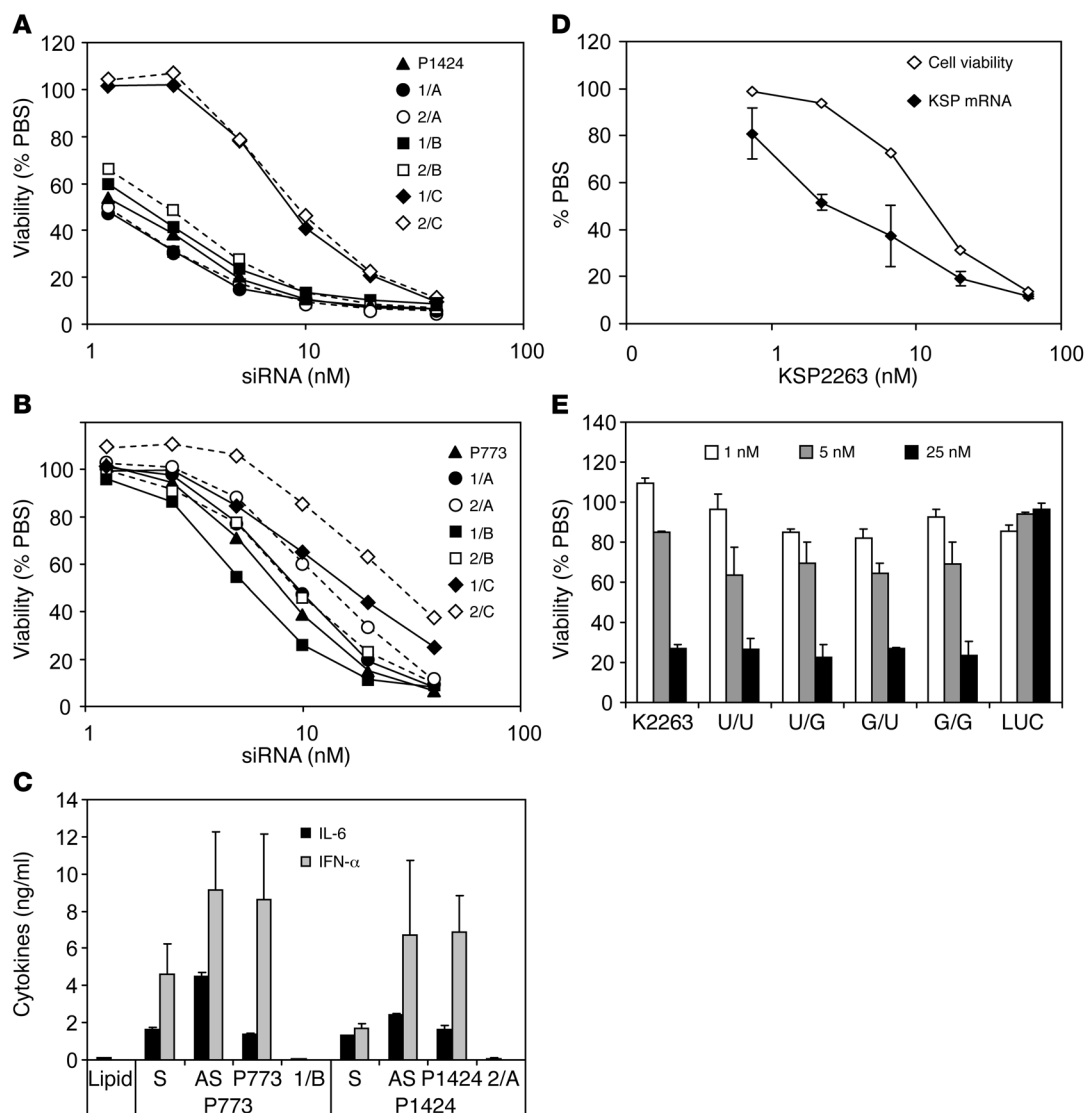 A
120
100
80
60
40
20
0
Viability (% PBS)
P1424
1/A
2/A
1/B
2/B
1/C
2/C
1 10 100
siRNA (nM)
B
100
80
60
40
20
0
Viability (% PBS)
P773
1/A
2/A
1/B
2/B
1/C
2/C
1 10 100
siRNA (nM)
C
14
12
10
8
6
4
2
0
Cytokines (ng/ml)
IL-6
IFN-α
Lipid S AS P773 1/B S AS P1424 2/A
P773 P1424
D
120
100
80
60
40
20
0
% PBS
Cell viability
KSP mRNA
0 1 10 100
KSP2263 (nM)
E
140
120
100
80
60
40
20
0
Viability (% PBS)
1 nM 5 nM 25 nM
K2263 U/U U/G G/U G/G LUC